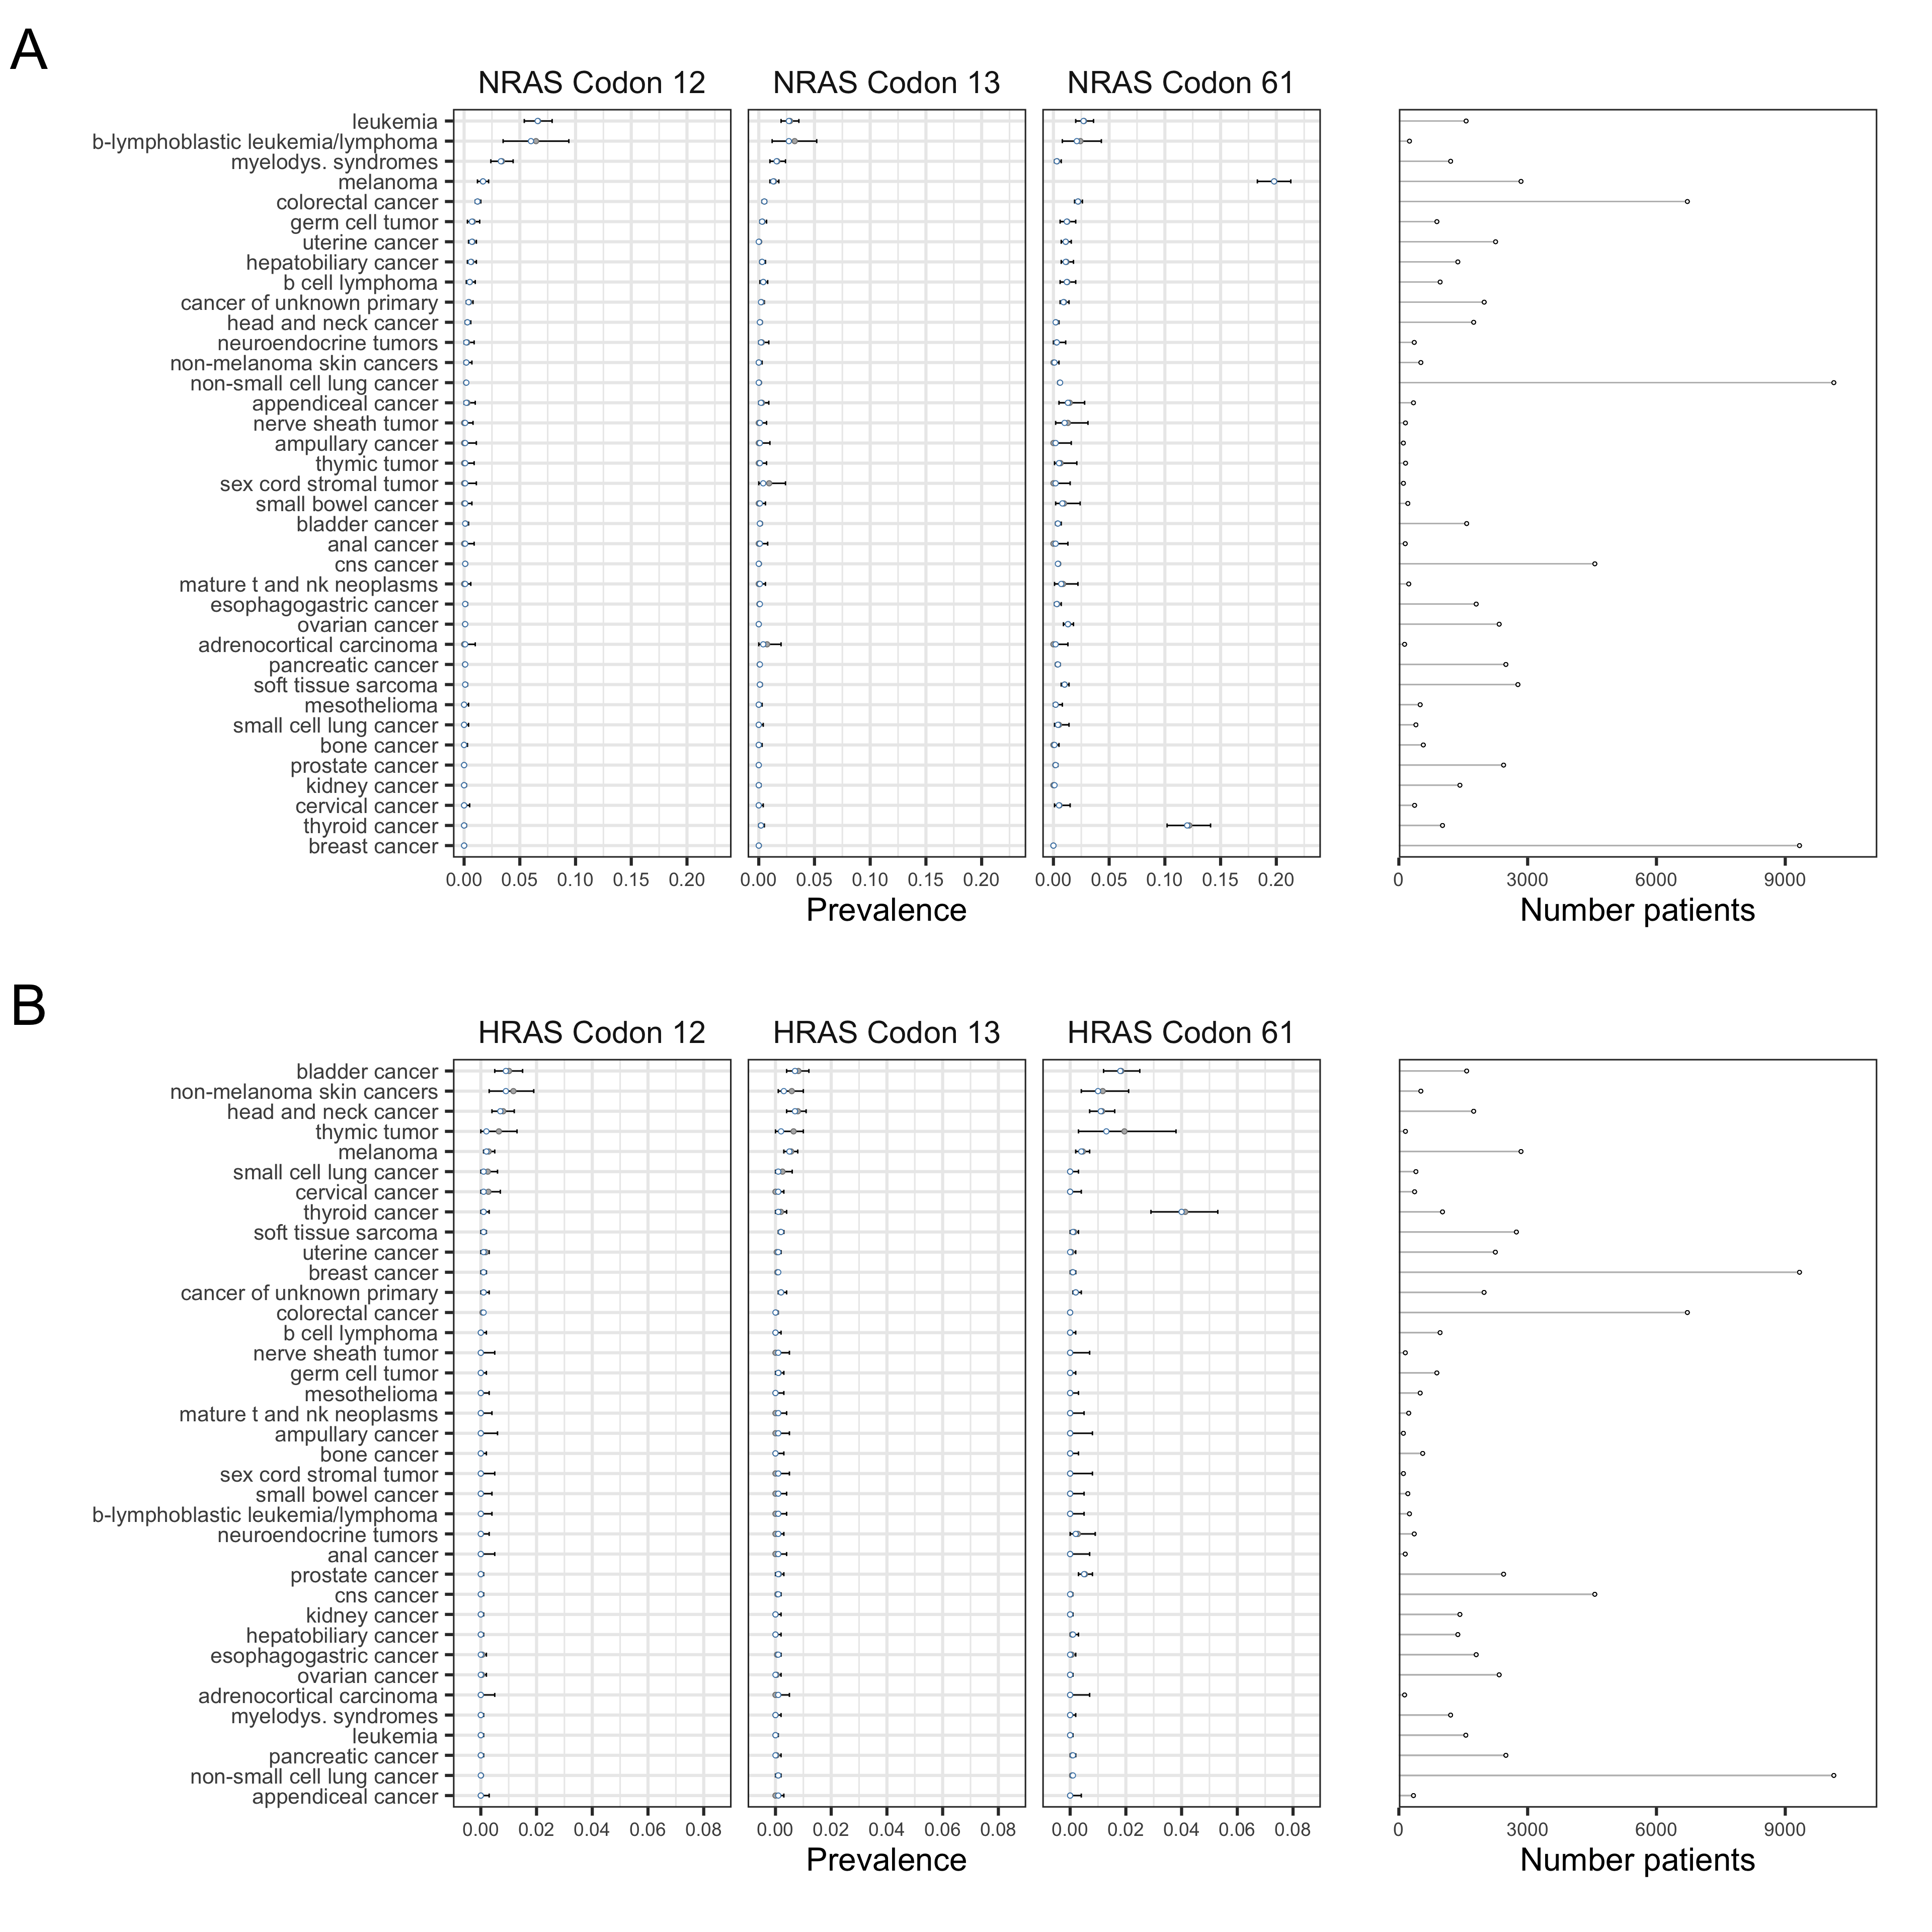 A
NRAS Codon 12 NRAS Codon 13 NRAS Codon 61
leukemia
b-lymphoblastic leukemia/lymphoma
myelodys. syndromes
melanoma
colorectal cancer
germ cell tumor
uterine cancer
hepatobiliary cancer
b cell lymphoma
cancer of unknown primary
head and neck cancer
neuroendocrine tumors
non-melanoma skin cancers
non-small cell lung cancer
appendiceal cancer
nerve sheath tumor
ampullary cancer
thymic tumor
sex cord stromal tumor
small bowel cancer
bladder cancer
anal cancer
cns cancer
mature t and nk neoplasms
esophagogastric cancer
ovarian cancer
adrenocortical carcinoma
pancreatic cancer
soft tissue sarcoma
mesothelioma
small cell lung cancer
bone cancer
prostate cancer
kidney cancer
cervical cancer
thyroid cancer
breast cancer
0.00 0.05 0.10 0.15 0.20 0.00 0.05 0.10 0.15 0.20 0.00 0.05 0.10 0.15 0.20 0 3000 6000 9000
Prevalence Number patients
B
HRAS Codon 12 HRAS Codon 13 HRAS Codon 61
bladder cancer
non-melanoma skin cancers
head and neck cancer
thymic tumor
melanoma
small cell lung cancer
cervical cancer
thyroid cancer
soft tissue sarcoma
uterine cancer
breast cancer
cancer of unknown primary
colorectal cancer
b cell lymphoma
nerve sheath tumor
germ cell tumor
mesothelioma
mature t and nk neoplasms
ampullary cancer
bone cancer
sex cord stromal tumor
small bowel cancer
b-lymphoblastic leukemia/lymphoma
neuroendocrine tumors
anal cancer
prostate cancer
cns cancer
kidney cancer
hepatobiliary cancer
esophagogastric cancer
ovarian cancer
adrenocortical carcinoma
myelodys. syndromes
leukemia
pancreatic cancer
non-small cell lung cancer
appendiceal cancer
0.00 0.02 0.04 0.06 0.08 0.00 0.02 0.04 0.06 0.08 0.00 0.02 0.04 0.06 0.08 0 3000 6000 9000
Prevalence Number patients